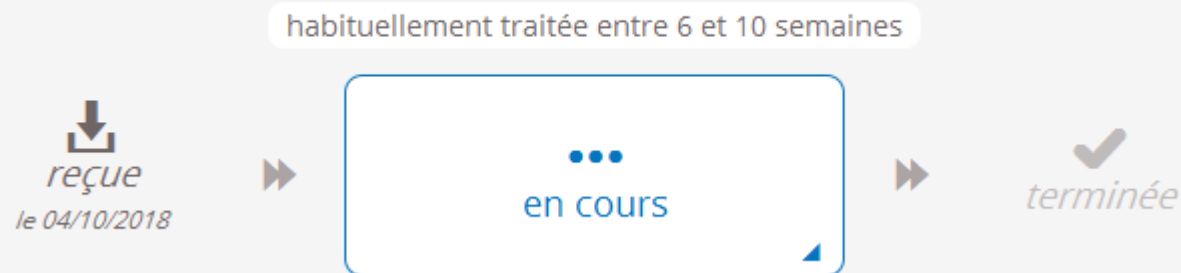 habituellement traitée entre 6 et 10 semaines
reçue
le 04/10/2018
en cours
terminée